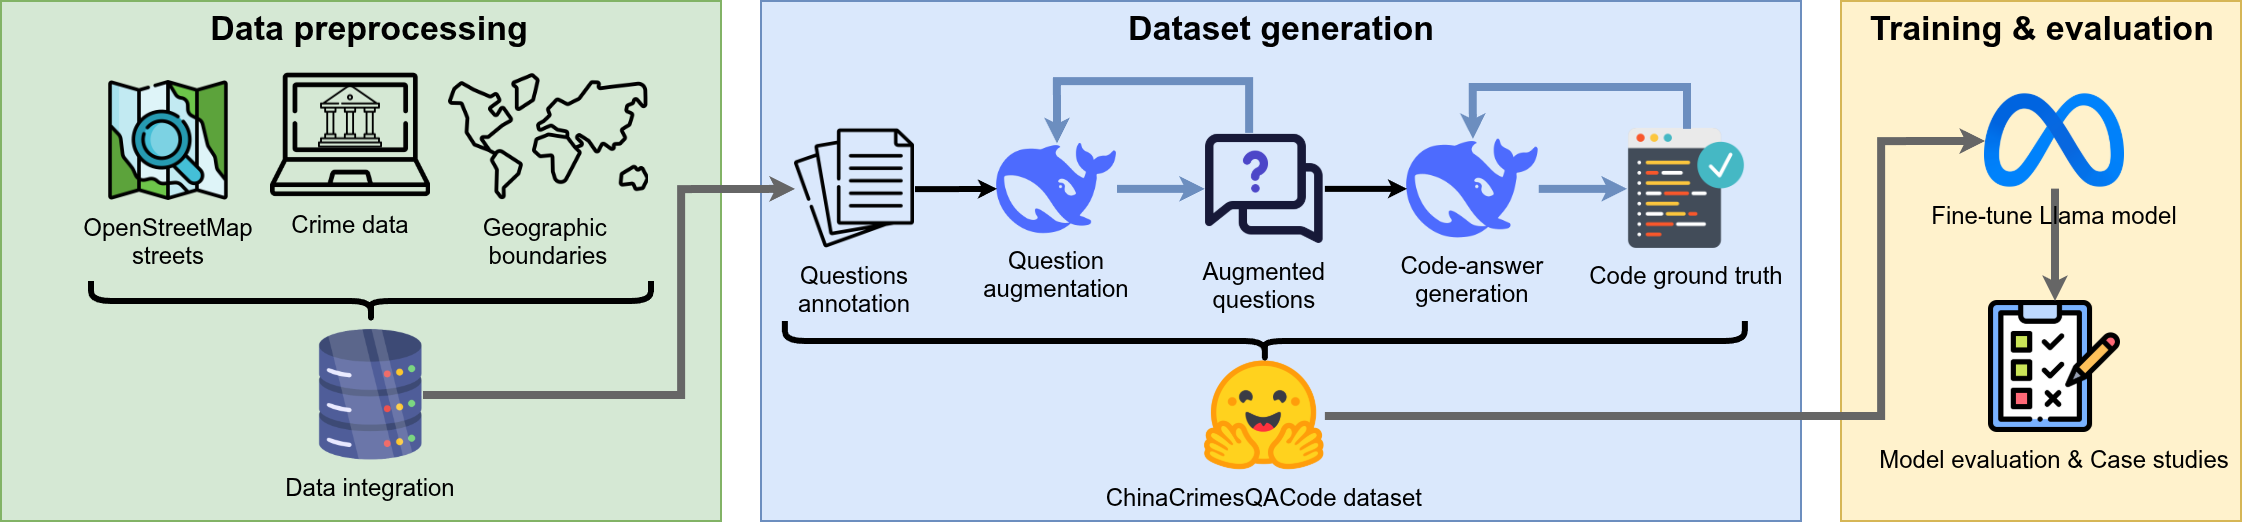 Data preprocessing
OpenStreetMap
streets
Crime data
Geographic
boundaries
Data integration
Dataset generation
?
Questions
annotation
Question
augmentation
Augmented
questions
Code-answer
generation
Code ground truth
ChinaCrimesQACode dataset
Training & evaluation
Fine-tune Llama model
Model evaluation & Case studies